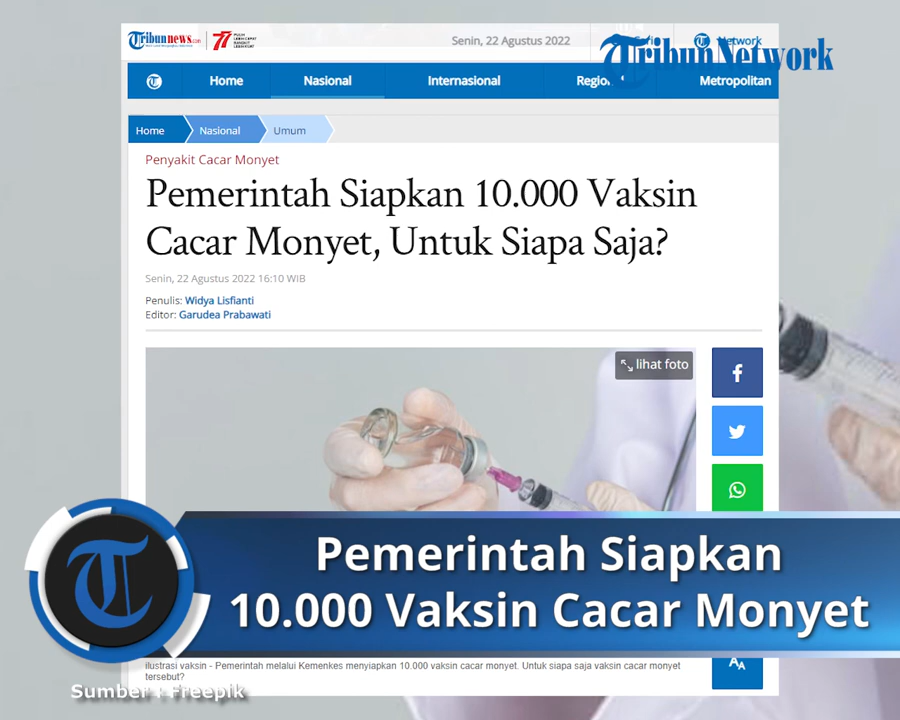 Tribunnews.com
77
Senin, 22 Agustus 2022
Network
TribunNetwork
Home
Nasional
Internasional
Metropolitan
Home
Nasional
Umum
Penyakit Cacar Monyet
Pemerintah Siapkan 10.000 Vaksin
Cacar Monyet, Untuk Siapa Saja?
Senin, 22 Agustus 2022 16:10 WIB
Penulis: Widya Lisfianti
Editor: Garudea Prabawati
lihat foto
Pemerintah Siapkan
10.000 Vaksin Cacar Monyet
ilustrasi vaksin - Pemerintah melalui Kemenkes menyiapkan 10.000 vaksin cacar monyet. Untuk siapa saja vaksin cacar monyet
tersebut?
AA
Sumber : Freepik